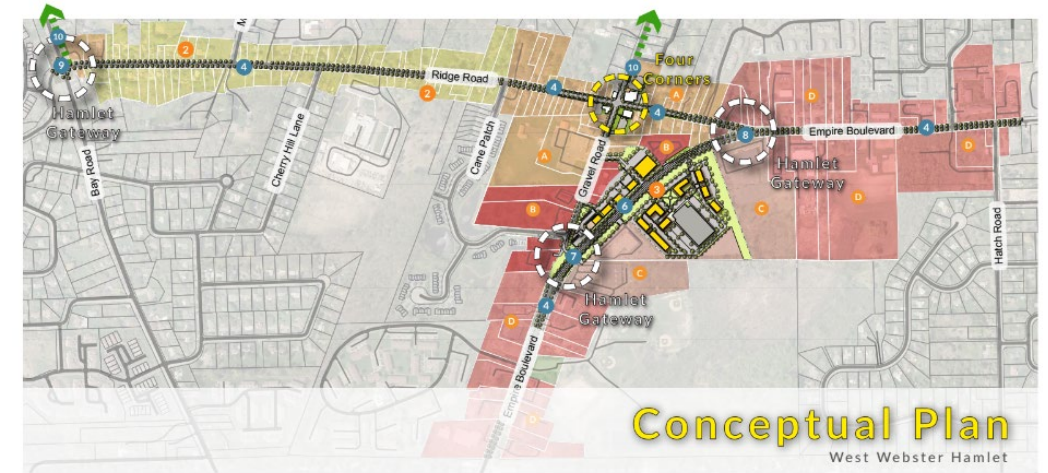 10
9
2
4
Ridge Road
2
Hamlet
Gateway
Bay Road
Cherry Hill Lane
Cane Patch
4
10
Four
Corners
A
4
D
8
Empire Boulevard
4
D
Hamlet
Gateway
A
B
Gravel Road
B
3
6
C
D
Hatch Road
7
C
Hamlet
Gateway
4
D
Empire Boulevard
D
Conceptual Plan
West Webster Hamlet